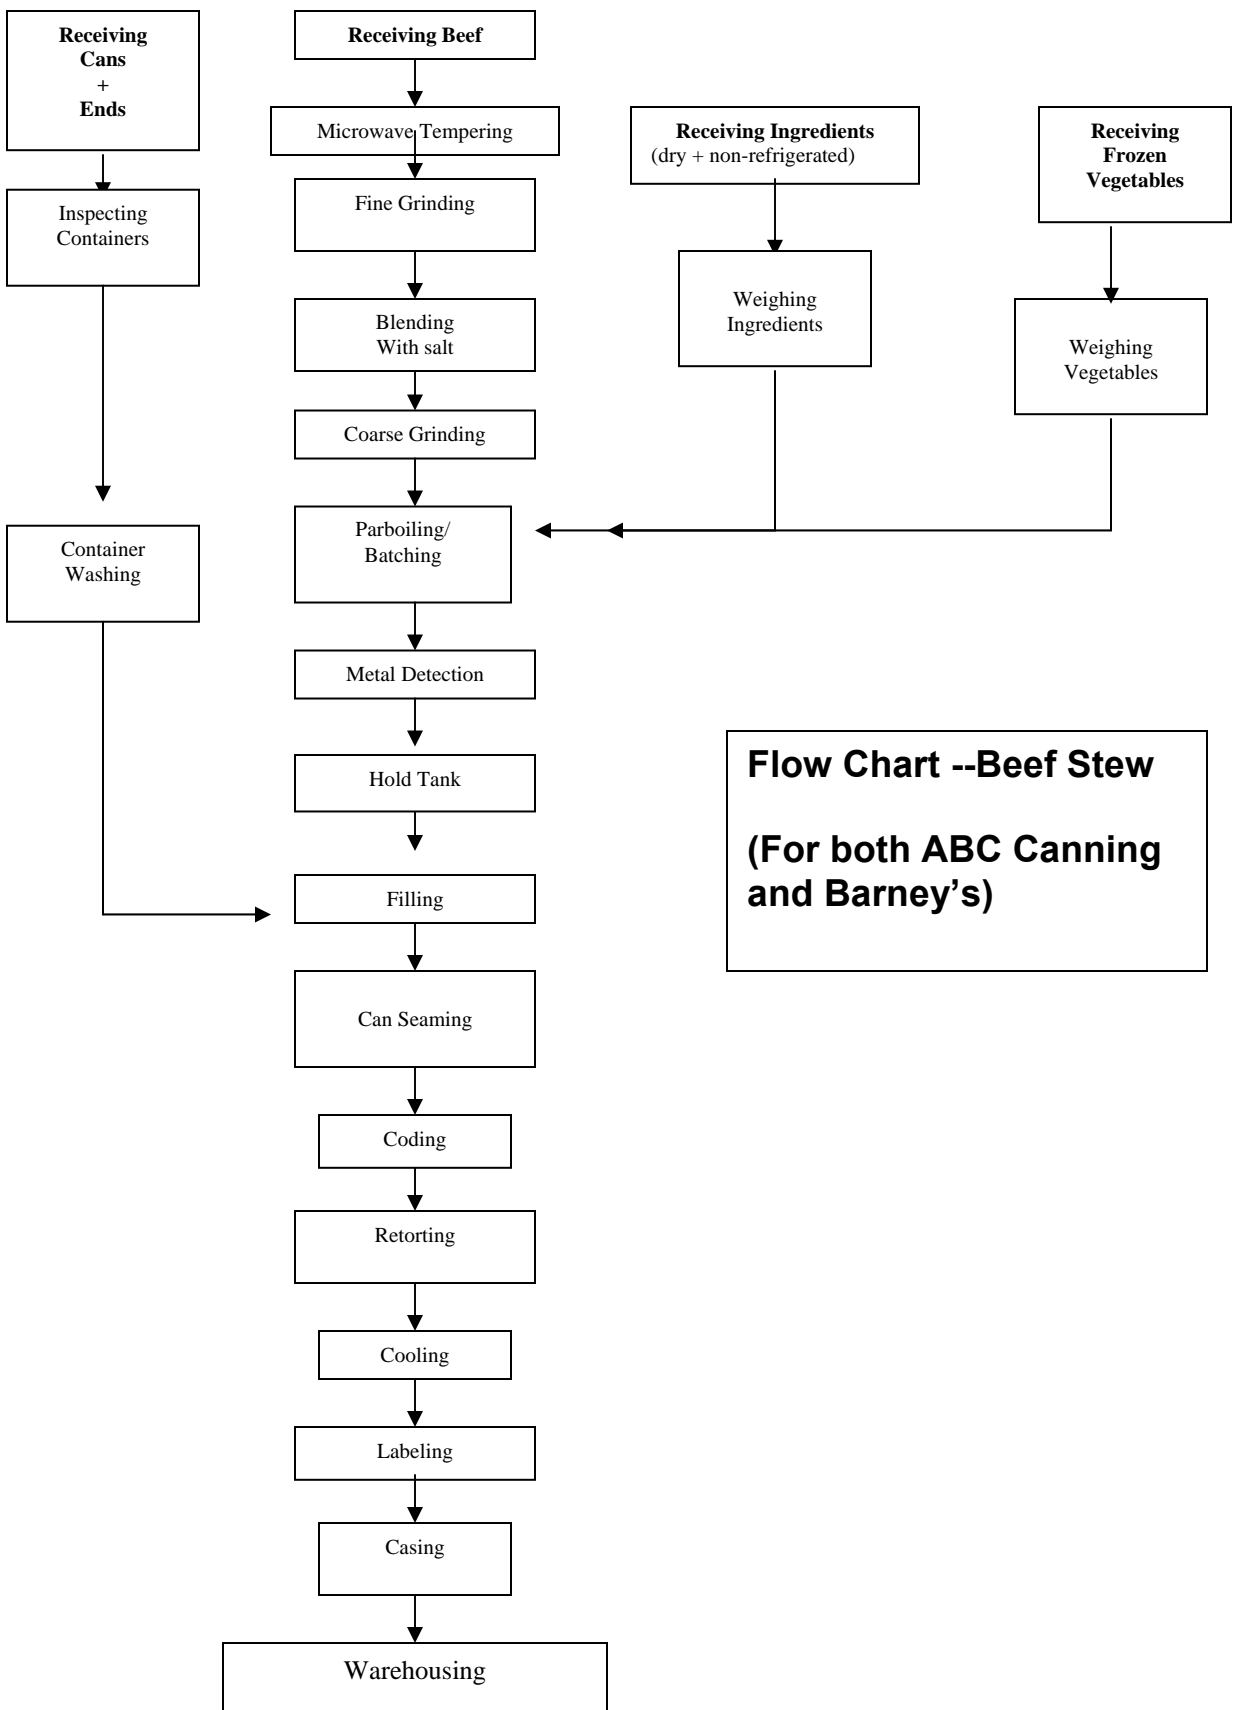 Receiving
Cans
+
Ends
Receiving Beef
Microwave Tempering
Receiving Ingredients
(dry + non-refrigerated)
Receiving
Frozen
Vegetables
Inspecting
Containers
Fine Grinding
Weighing
Ingredients
Blending
With salt
Weighing
Vegetables
Coarse Grinding
Container
Washing
Parboiling/
Batching
Metal Detection
Hold Tank
Flow Chart --Beef Stew
(For both ABC Canning
and Barney’s)
Filling
Can Seaming
Coding
Retorting
Cooling
Labeling
Casing
Warehousing